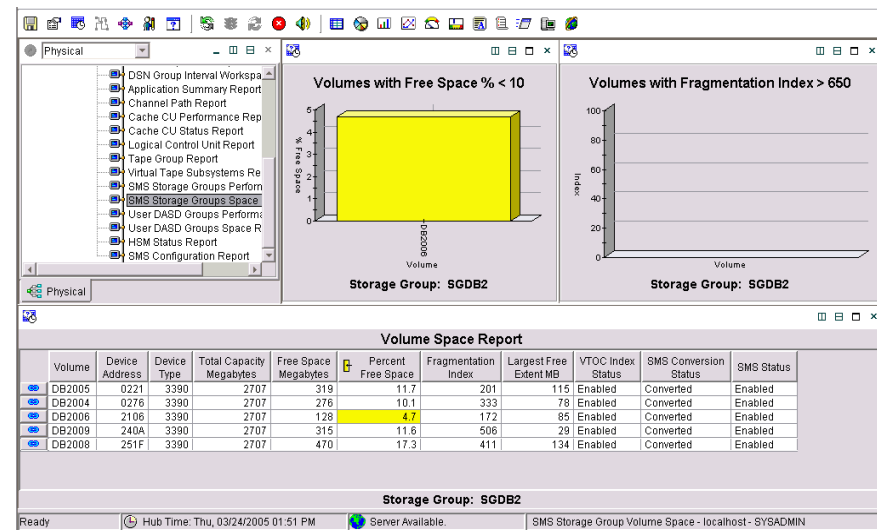 Physical
DSN Group Interval Workspa
Application Summary Report
Channel Path Report
Cache CU Performance Rep
Cache CU Status Report
Logical Control Unit Report
Tape Group Report
Virtual Tape Subsystems Re
SMS Storage Groups Perforn
SMS Storage Groups Space
User DASD Groups Performa
User DASD Groups Space R
HSM Status Report
SMS Configuration Report
Physical
Volumes with Free Space % < 10
5
4
3
2
1
0
% Free Space
DB2006
Volume
Storage Group: SGDB2
Volumes with Fragmentation Index > 650
100
80
60
40
20
0
Index
Volume
Storage Group: SGDB2
Volume Space Report
Volume Device Address Device Type Total Capacity Megabytes Free Space Megabytes Percent Free Space Fragmentation Index Largest Free Extent MB VTOC Index Status SMS Conversion Status SMS Status
DB2005 0221 3390 2707 319 11.7 201 115 Enabled Converted Enabled
DB2004 0276 3390 2707 276 10.1 333 78 Enabled Converted Enabled
DB2006 2106 3390 2707 128 4.7 172 85 Enabled Converted Enabled
DB2009 240A 3390 2707 315 11.6 506 29 Enabled Converted Enabled
DB2008 251F 3390 2707 470 17.3 411 134 Enabled Converted Enabled
Storage Group: SGDB2
Ready Hub Time: Thu, 03/24/2005 01:51 PM Server Available. SMS Storage Group Volume Space - localhost - SYSADMIN